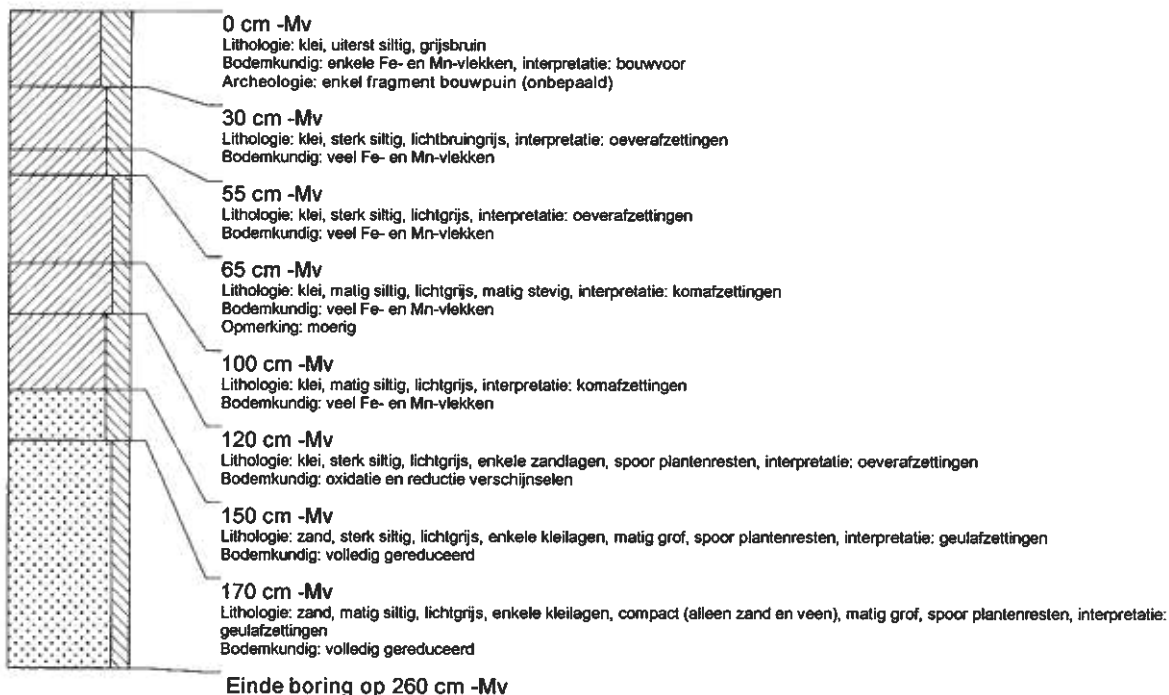 0 cm -Mv
Lithologie: klei, uiterst siltig, grijsbruin
Bodemkundig: enkele Fe- en Mn-vlekken, interpretatie: bouwvoor
Archeologie: enkel fragment bouwpuin (onbepaald)
30 cm -Mv
Lithologie: klei, sterk siltig, lichtbruingrijs, interpretatie: oeverafzettingen
Bodemkundig: veel Fe- en Mn-vlekken
55 cm -Mv
Lithologie: klei, sterk siltig, lichtgrijs, interpretatie: oeverafzettingen
Bodemkundig: veel Fe- en Mn-vlekken
65 cm -Mv
Lithologie: klei, matig siltig, lichtgrijs, matig stevig, interpretatie: komafzettingen
Bodemkundig: veel Fe- en Mn-vlekken
Opmerking: moerig
100 cm -Mv
Lithologie: klei, matig siltig, lichtgrijs, interpretatie: komafzettingen
Bodemkundig: veel Fe- en Mn-vlekken
120 cm -Mv
Lithologie: klei, sterk siltig, lichtgrijs, enkele zandlagen, spoor plantenresten, interpretatie: oeverafzettingen
Bodemkundig: oxidatie en reductie verschijnselen
150 cm -Mv
Lithologie: zand, sterk siltig, lichtgrijs, enkele kleilagen, matig grof, spoor plantenresten, interpretatie: geulafzettingen
Bodemkundig: volledig gereduceerd
170 cm -Mv
Lithologie: zand, matig siltig, lichtgrijs, enkele kleilagen, compact (alleen zand en veen), matig grof, spoor plantenresten, interpretatie:
geulafzettingen
Bodemkundig: volledig gereduceerd
Einde boring op 260 cm -Mv